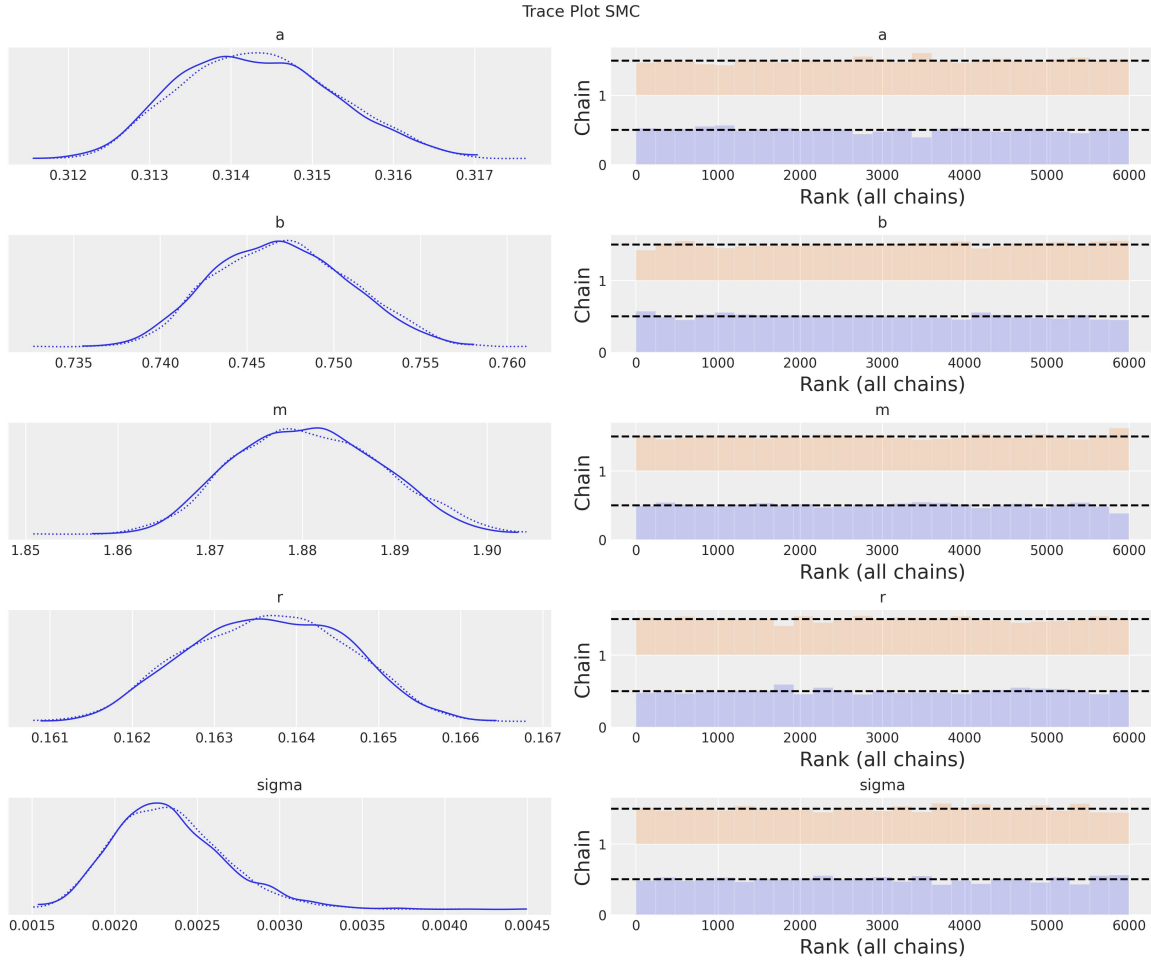 Trace Plot SMC
a
0.312 0.313 0.314 0.315 0.316 0.317
a
Chain
1
0
0 1000 2000 3000 4000 5000 6000
Rank (all chains)
b
0.735 0.740 0.745 0.750 0.755 0.760
b
Chain
1
0
0 1000 2000 3000 4000 5000 6000
Rank (all chains)
m
1.85 1.86 1.87 1.88 1.89 1.90
m
Chain
1
0
0 1000 2000 3000 4000 5000 6000
Rank (all chains)
r
0.161 0.162 0.163 0.164 0.165 0.166 0.167
r
Chain
1
0
0 1000 2000 3000 4000 5000 6000
Rank (all chains)
sigma
0.0015 0.0020 0.0025 0.0030 0.0035 0.0040 0.0045
sigma
Chain
1
0
0 1000 2000 3000 4000 5000 6000
Rank (all chains)